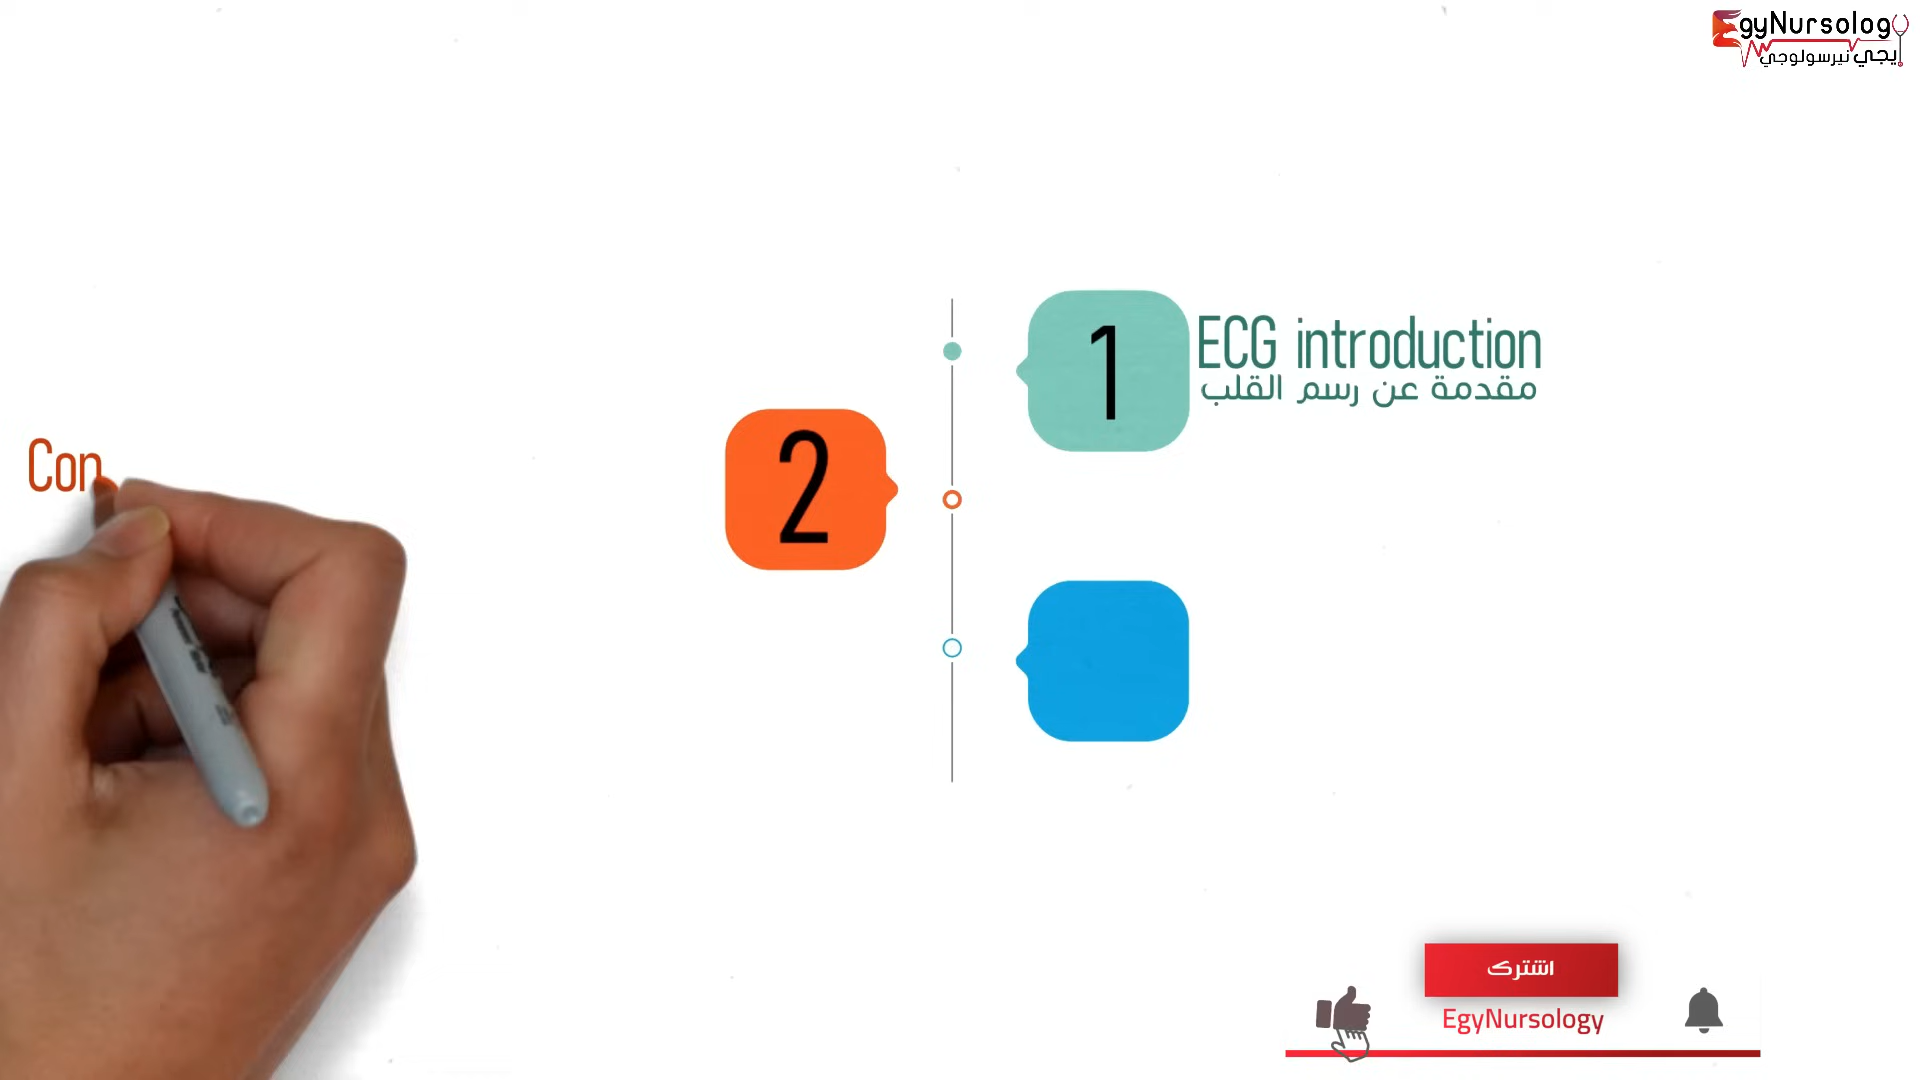 EgyNursology
إيجي نيرسولوجي
1
ECG introduction
مقدمة عن رسم القلب
2
Con
اشترك
EgyNursology